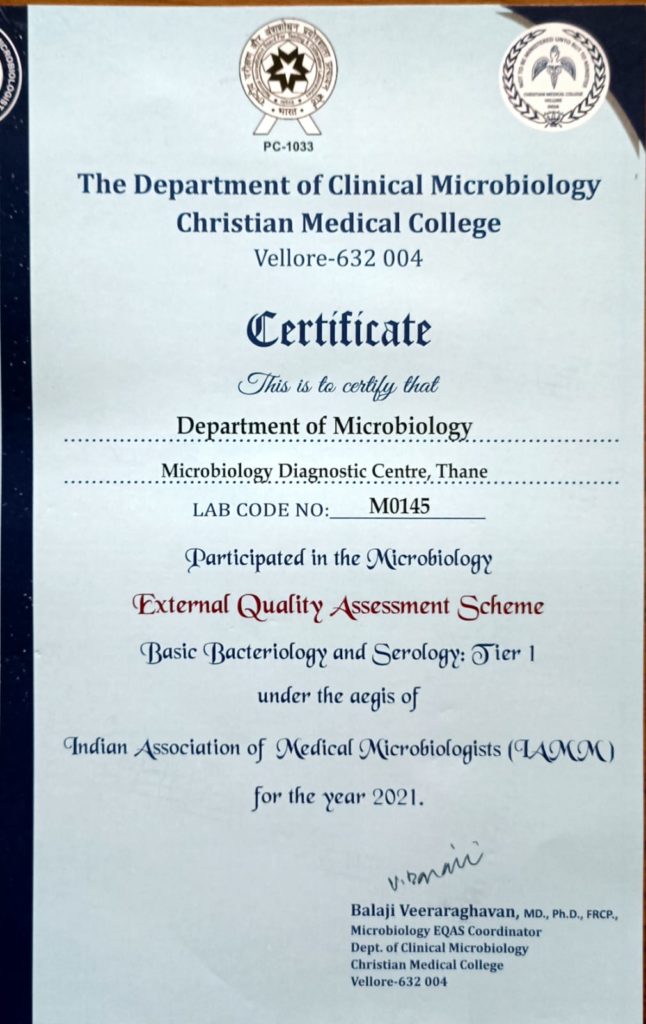 PC-1033
The Department of Clinical Microbiology
Christian Medical College
Vellore-632 004
Certificate
This is to certify that
Department of Microbiology
Microbiology Diagnostic Centre, Thane
LAB CODE NO: M0145
Participated in the Microbiology
External Quality Assessment Scheme
Basic Bacteriology and Serology: Tier 1
under the aegis of
Indian Association of Medical Microbiologists (IAMM)
for the year 2021.
V. Balaji
Balaji Veeraraghavan, MD., Ph.D., FRCP.,
Microbiology EQAS Coordinator
Dept. of Clinical Microbiology
Christian Medical College
Vellore-632 004